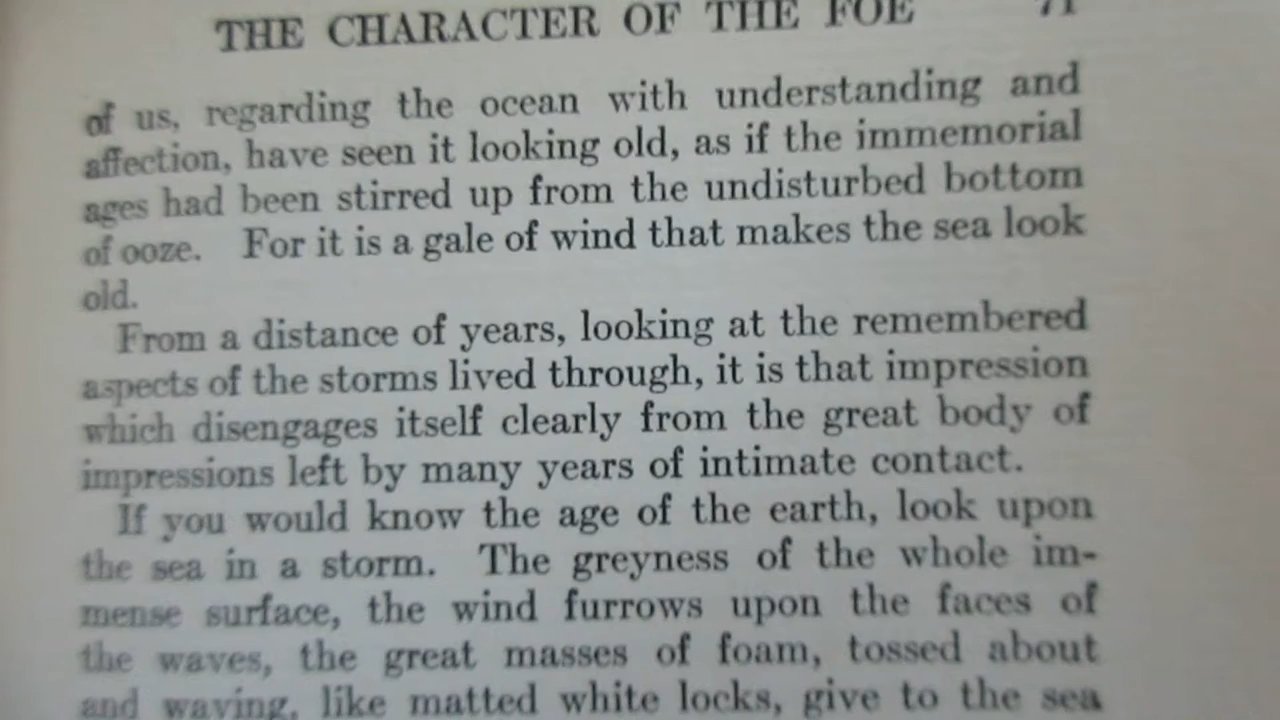 THE CHARACTER OF THE FOE 71
of us, regarding the ocean with understanding and
affection, have seen it looking old, as if the immemorial
ages had been stirred up from the undisturbed bottom
of ooze. For it is a gale of wind that makes the sea look
old.
From a distance of years, looking at the remembered
aspects of the storms lived through, it is that impression
which disengages itself clearly from the great body of
impressions left by many years of intimate contact.
If you would know the age of the earth, look upon
the sea in a storm. The greyness of the whole im-
mense surface, the wind furrows upon the faces of
the waves, the great masses of foam, tossed about
and waving, like matted white locks, give to the sea